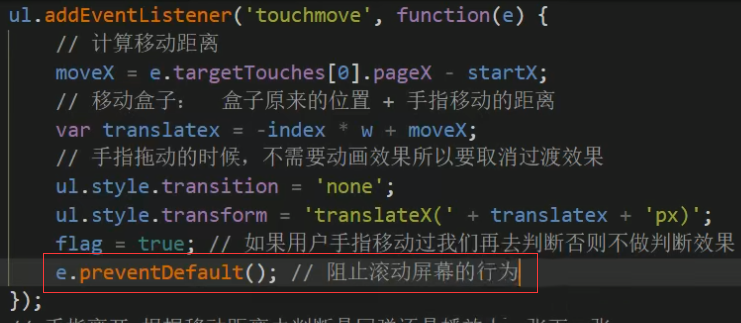 ul.addEventListener('touchmove', function(e) {
// 计算移动距离
moveX = e.targetTouches[0].pageX - startX;
// 移动盒子： 盒子原来的位置 + 手指移动的距离
var translatex = -index * w + moveX;
// 手指拖动的时候，不需要动画效果所以要取消过渡效果
ul.style.transition = 'none';
ul.style.transform = 'translateX(' + translatex + 'px)';
flag = true; // 如果用户手指移动过我们再去判断否则不做判断效果
e.preventDefault(); // 阻止滚动屏幕的行为
});